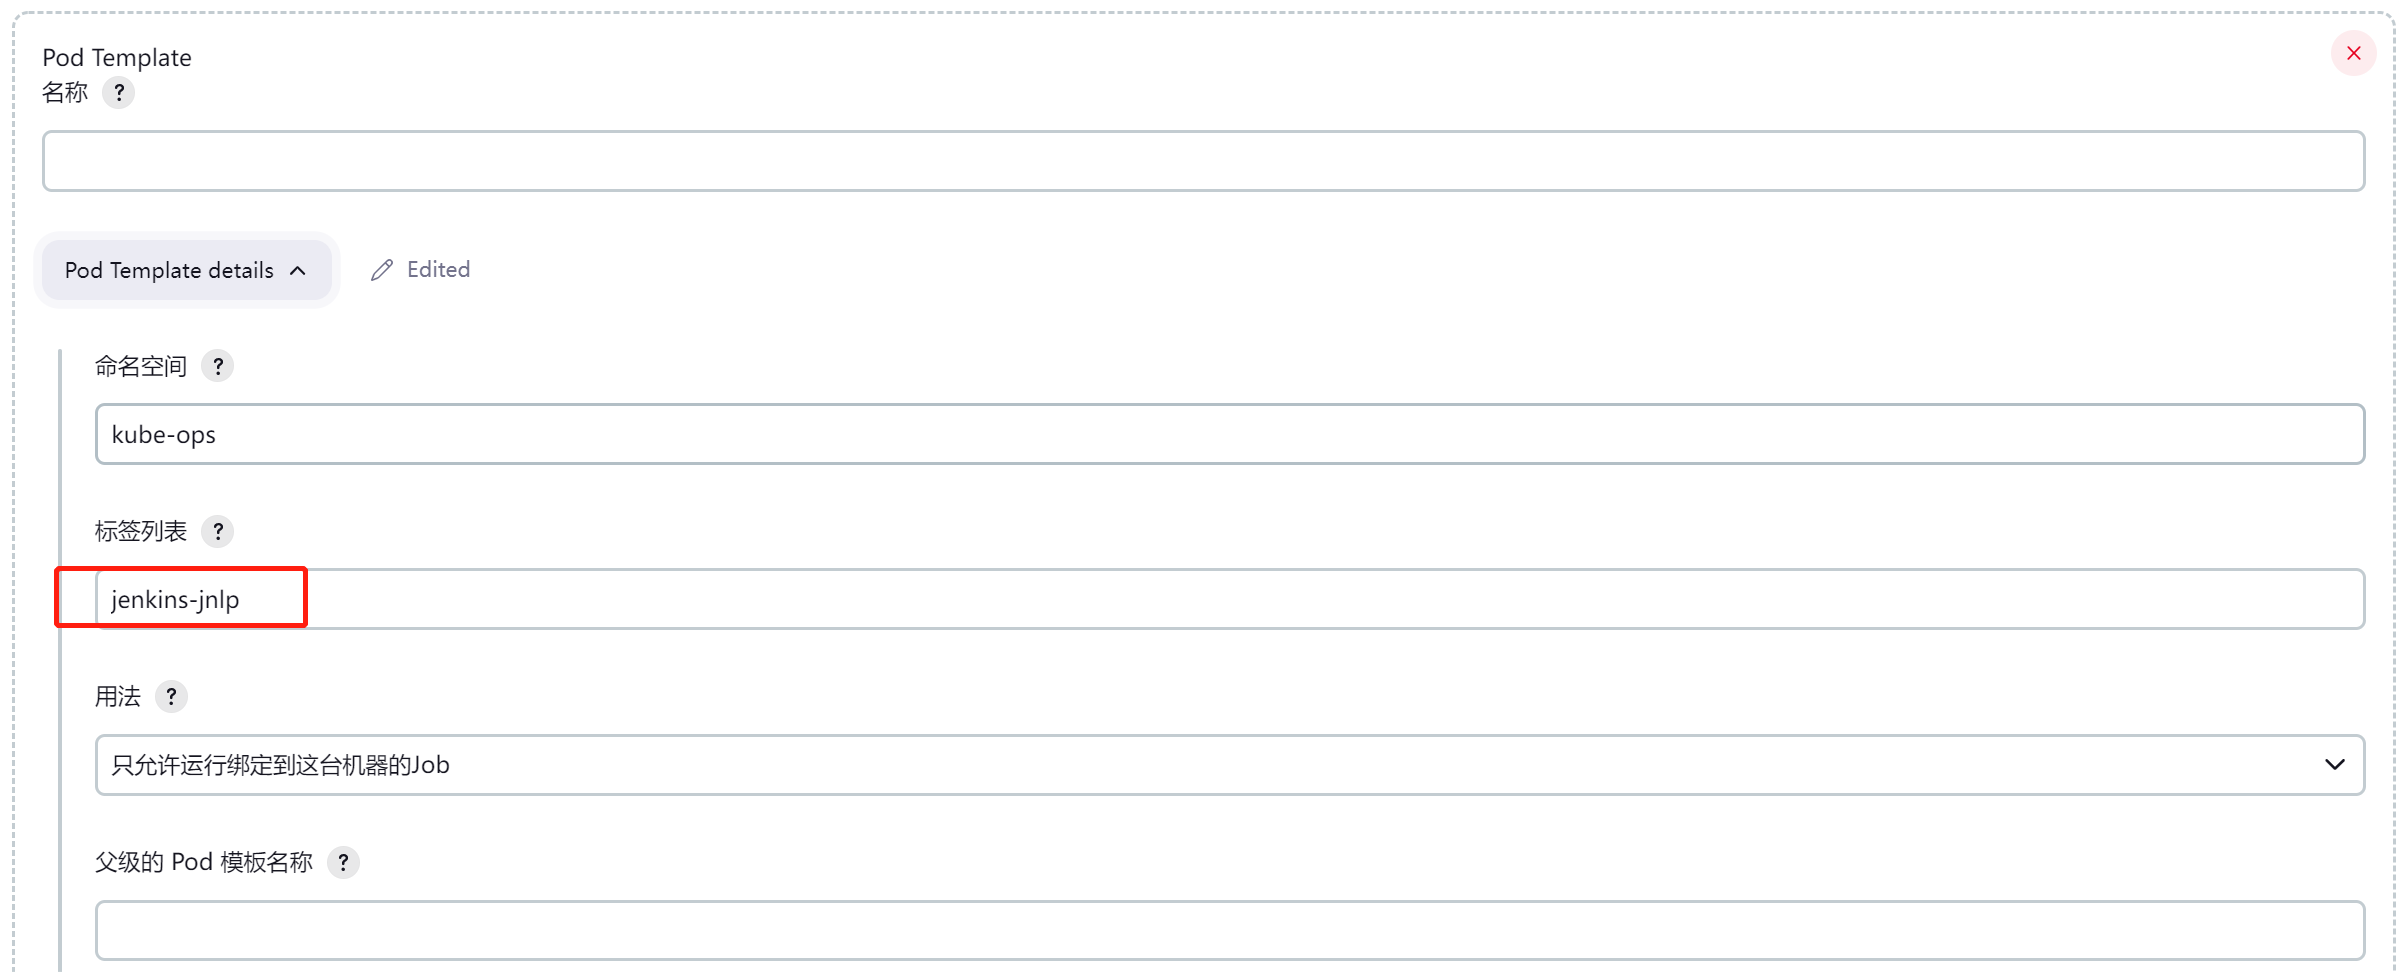 Pod Template
名称 ?
Pod Template details
Edited
命名空间 ?
kube-ops
标签列表 ?
jenkins-jnlp
用法 ?
只允许运行绑定到这台机器的Job
父级的 Pod 模板名称 ?